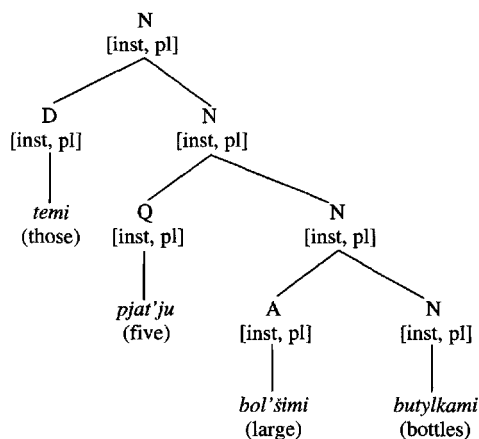 N
[inst, pl]
D N
[inst, pl] [inst, pl]
temi Q N
(those) [inst, pl] [inst, pl]
pjat'ju A N
(five) [inst, pl] [inst, pl]
bol'šimi butylkami
(large) (bottles)